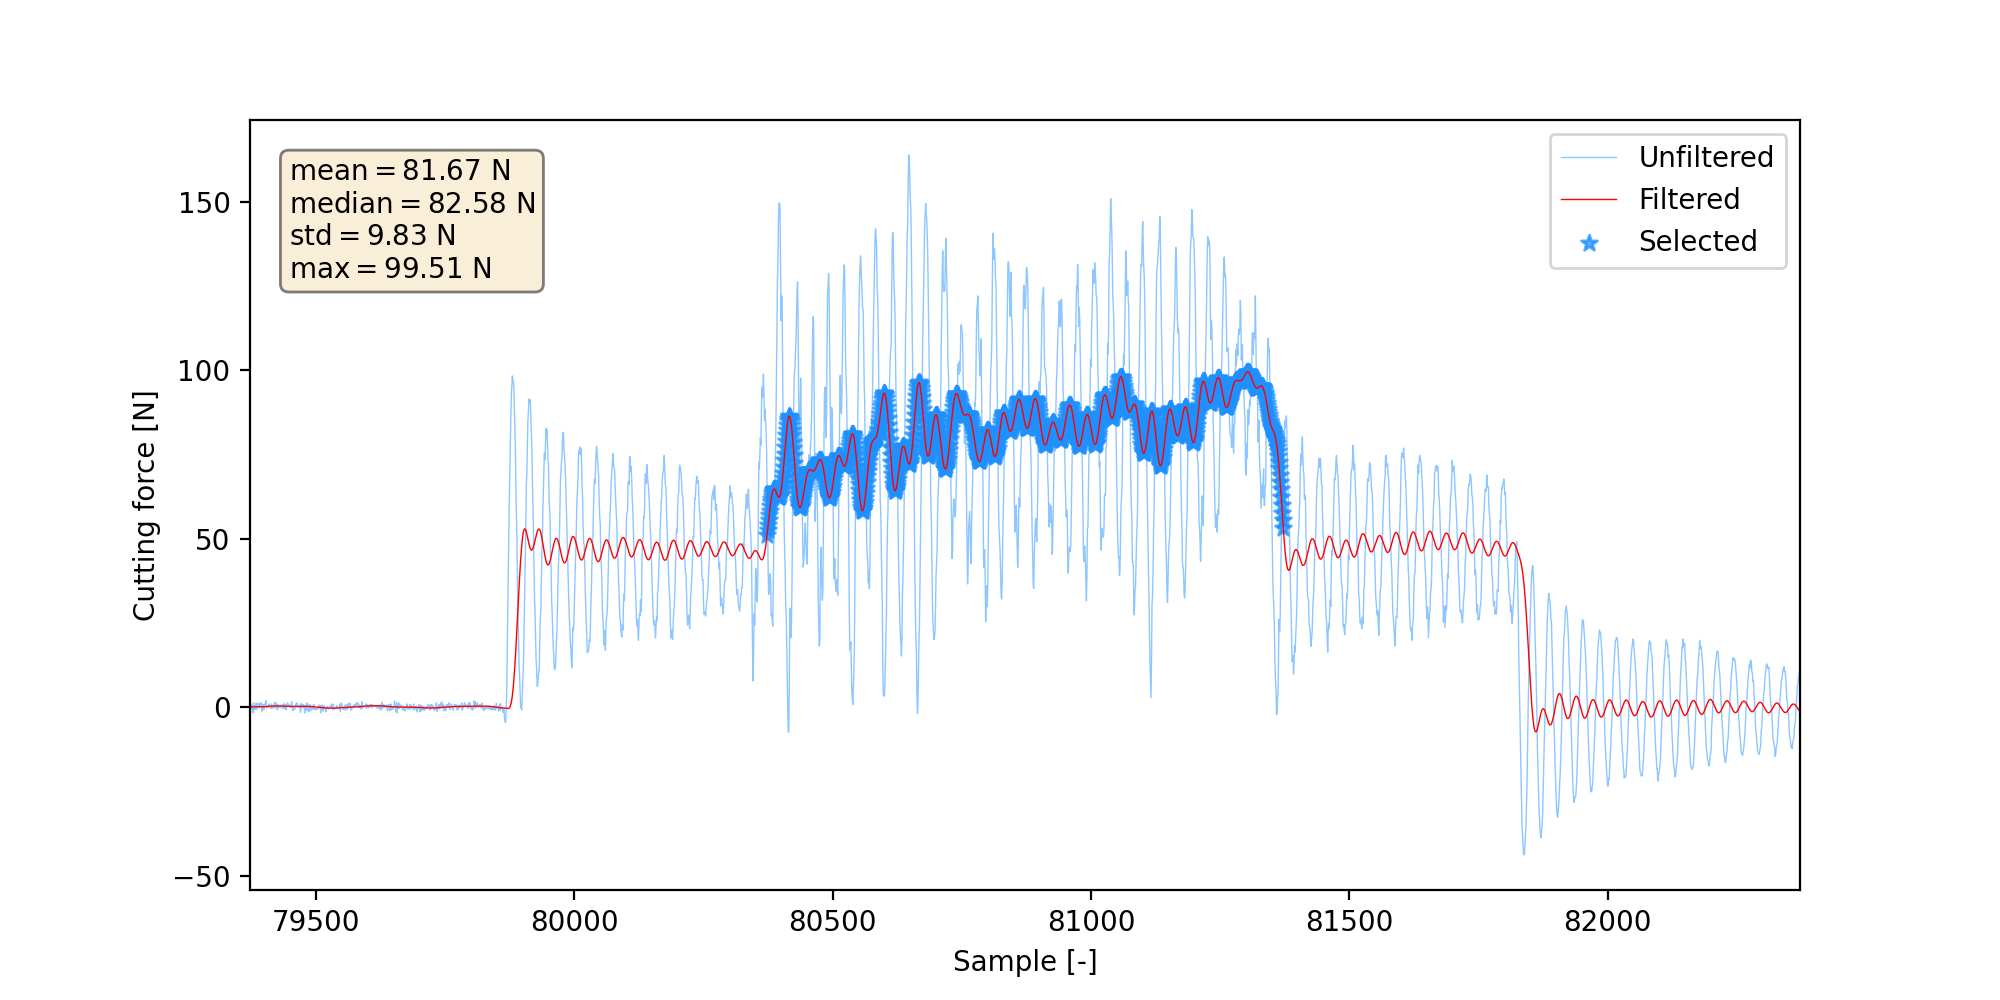 mean = 81.67 N
median = 82.58 N
std = 9.83 N
max = 99.51 N
Unfiltered
Filtered
Selected
Cutting force [N]
150
100
50
0
−50
79500 80000 80500 81000 81500 82000
Sample [-]